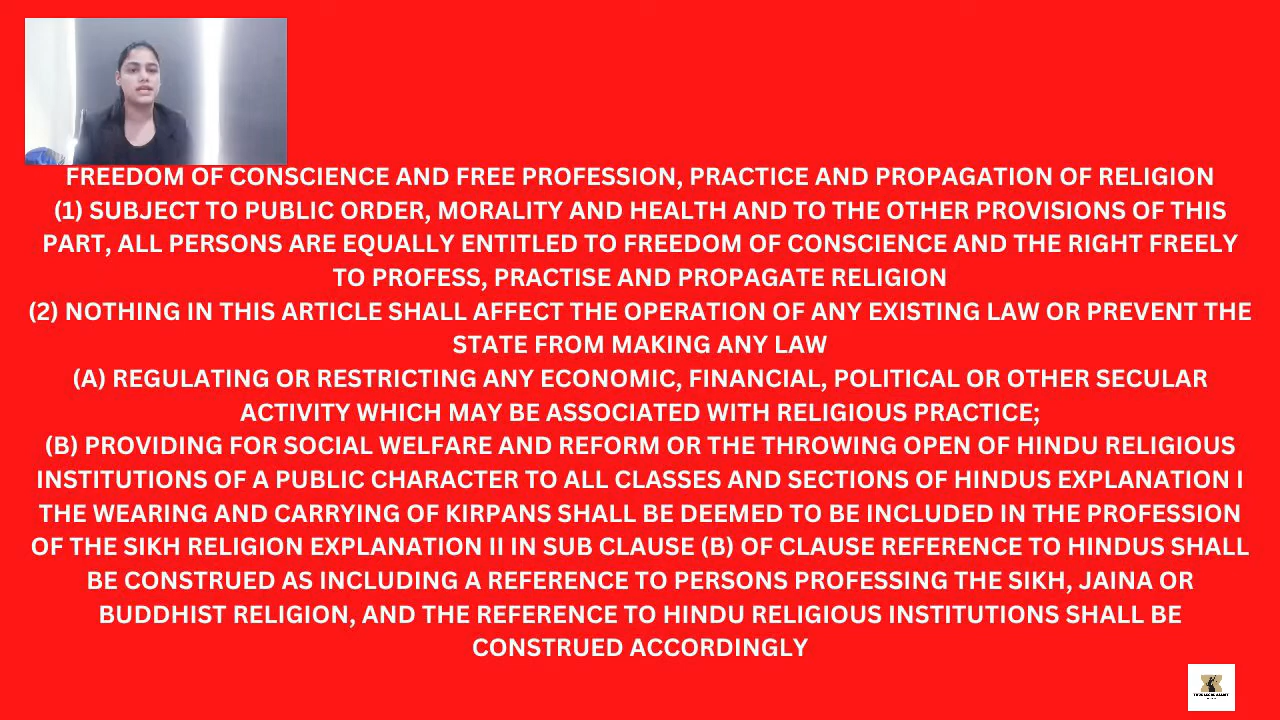 FREEDOM OF CONSCIENCE AND FREE PROFESSION, PRACTICE AND PROPAGATION OF RELIGION
(1) SUBJECT TO PUBLIC ORDER, MORALITY AND HEALTH AND TO THE OTHER PROVISIONS OF THIS
PART, ALL PERSONS ARE EQUALLY ENTITLED TO FREEDOM OF CONSCIENCE AND THE RIGHT FREELY
TO PROFESS, PRACTISE AND PROPAGATE RELIGION
(2) NOTHING IN THIS ARTICLE SHALL AFFECT THE OPERATION OF ANY EXISTING LAW OR PREVENT THE
STATE FROM MAKING ANY LAW
(A) REGULATING OR RESTRICTING ANY ECONOMIC, FINANCIAL, POLITICAL OR OTHER SECULAR
ACTIVITY WHICH MAY BE ASSOCIATED WITH RELIGIOUS PRACTICE;
(B) PROVIDING FOR SOCIAL WELFARE AND REFORM OR THE THROWING OPEN OF HINDU RELIGIOUS
INSTITUTIONS OF A PUBLIC CHARACTER TO ALL CLASSES AND SECTIONS OF HINDUS EXPLANATION I
THE WEARING AND CARRYING OF KIRPANS SHALL BE DEEMED TO BE INCLUDED IN THE PROFESSION
OF THE SIKH RELIGION EXPLANATION II IN SUB CLAUSE (B) OF CLAUSE REFERENCE TO HINDUS SHALL
BE CONSTRUED AS INCLUDING A REFERENCE TO PERSONS PROFESSING THE SIKH, JAINA OR
BUDDHIST RELIGION, AND THE REFERENCE TO HINDU RELIGIOUS INSTITUTIONS SHALL BE
CONSTRUED ACCORDINGLY